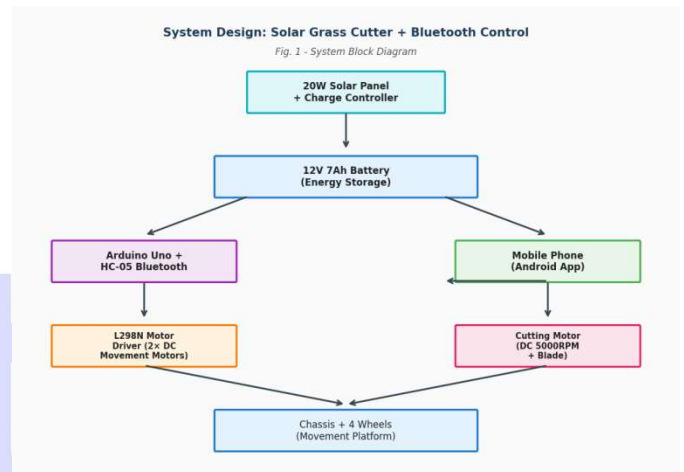 System Design: Solar Grass Cutter + Bluetooth Control
Fig. 1 - System Block Diagram
20W Solar Panel
+ Charge Controller
12V 7Ah Battery
(Energy Storage)
Arduino Uno +
HC-05 Bluetooth
Mobile Phone
(Android App)
L298N Motor
Driver (2× DC
Movement Motors)
Cutting Motor
(DC 5000RPM
+ Blade)
Chassis + 4 Wheels
(Movement Platform)